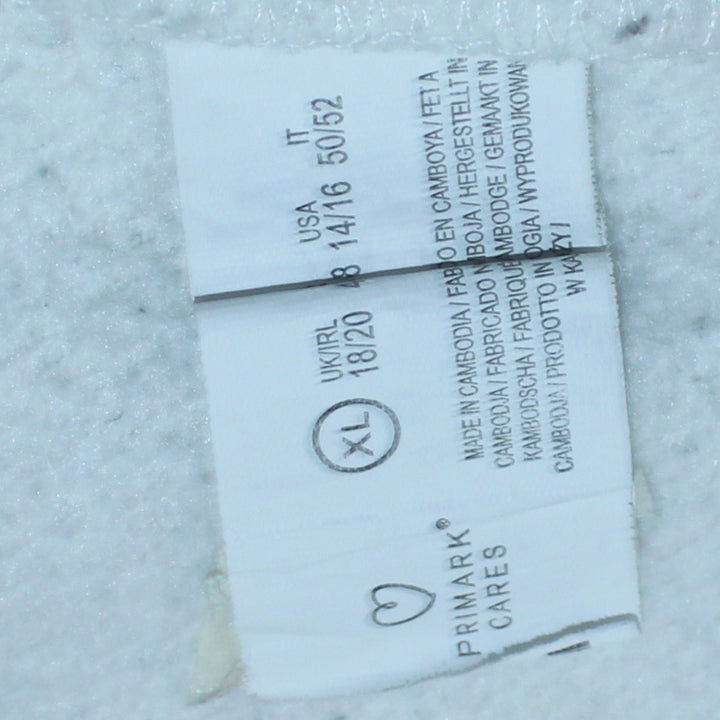 PRIMARK®
CARES
XL
UK/IRL USA IT
18/20 14/16 50/52
MADE IN CAMBODIA / EN CAMBOYA / FET A
CAMBODJA / FABRICADO / HERGESTELLT IN
KAMBODSCHA / / GEMAAKT IN
CAMBODJA / PRODOTTO IN / WYPRODUKOWAN
W